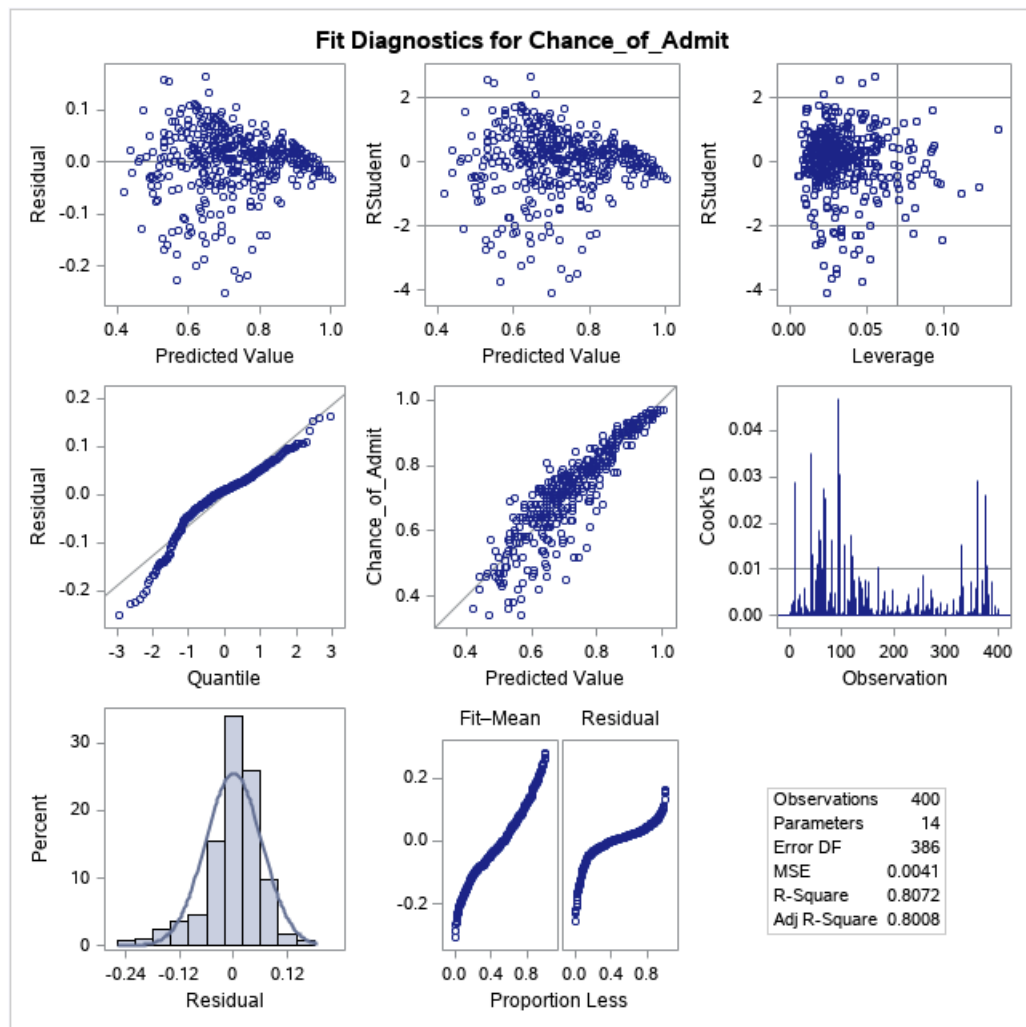 Fit Diagnostics for Chance_of_Admit
0.1
0.0
-0.1
-0.2
Residual
0.4 0.6 0.8 1.0
Predicted Value
2
0
-2
-4
RStudent
0.4 0.6 0.8 1.0
Predicted Value
2
0
-2
-4
RStudent
0.00 0.05 0.10
Leverage
0.2
0.1
0.0
-0.1
-0.2
Residual
-3 -2 -1 0 1 2 3
Quantile
1.0
0.8
0.6
0.4
Chance_of_Admit
0.4 0.6 0.8 1.0
Predicted Value
0.04
0.03
0.02
0.01
0.00
Cook's D
0 100 200 300 400
Observation
30
20
10
0
Percent
-0.24 -0.12 0 0.12
Residual
Fit–Mean Residual
0.2
0.0
-0.2
0.0 0.4 0.8 0.0 0.4 0.8
Proportion Less
Observations 400
Parameters 14
Error DF 386
MSE 0.0041
R-Square 0.8072
Adj R-Square 0.8008